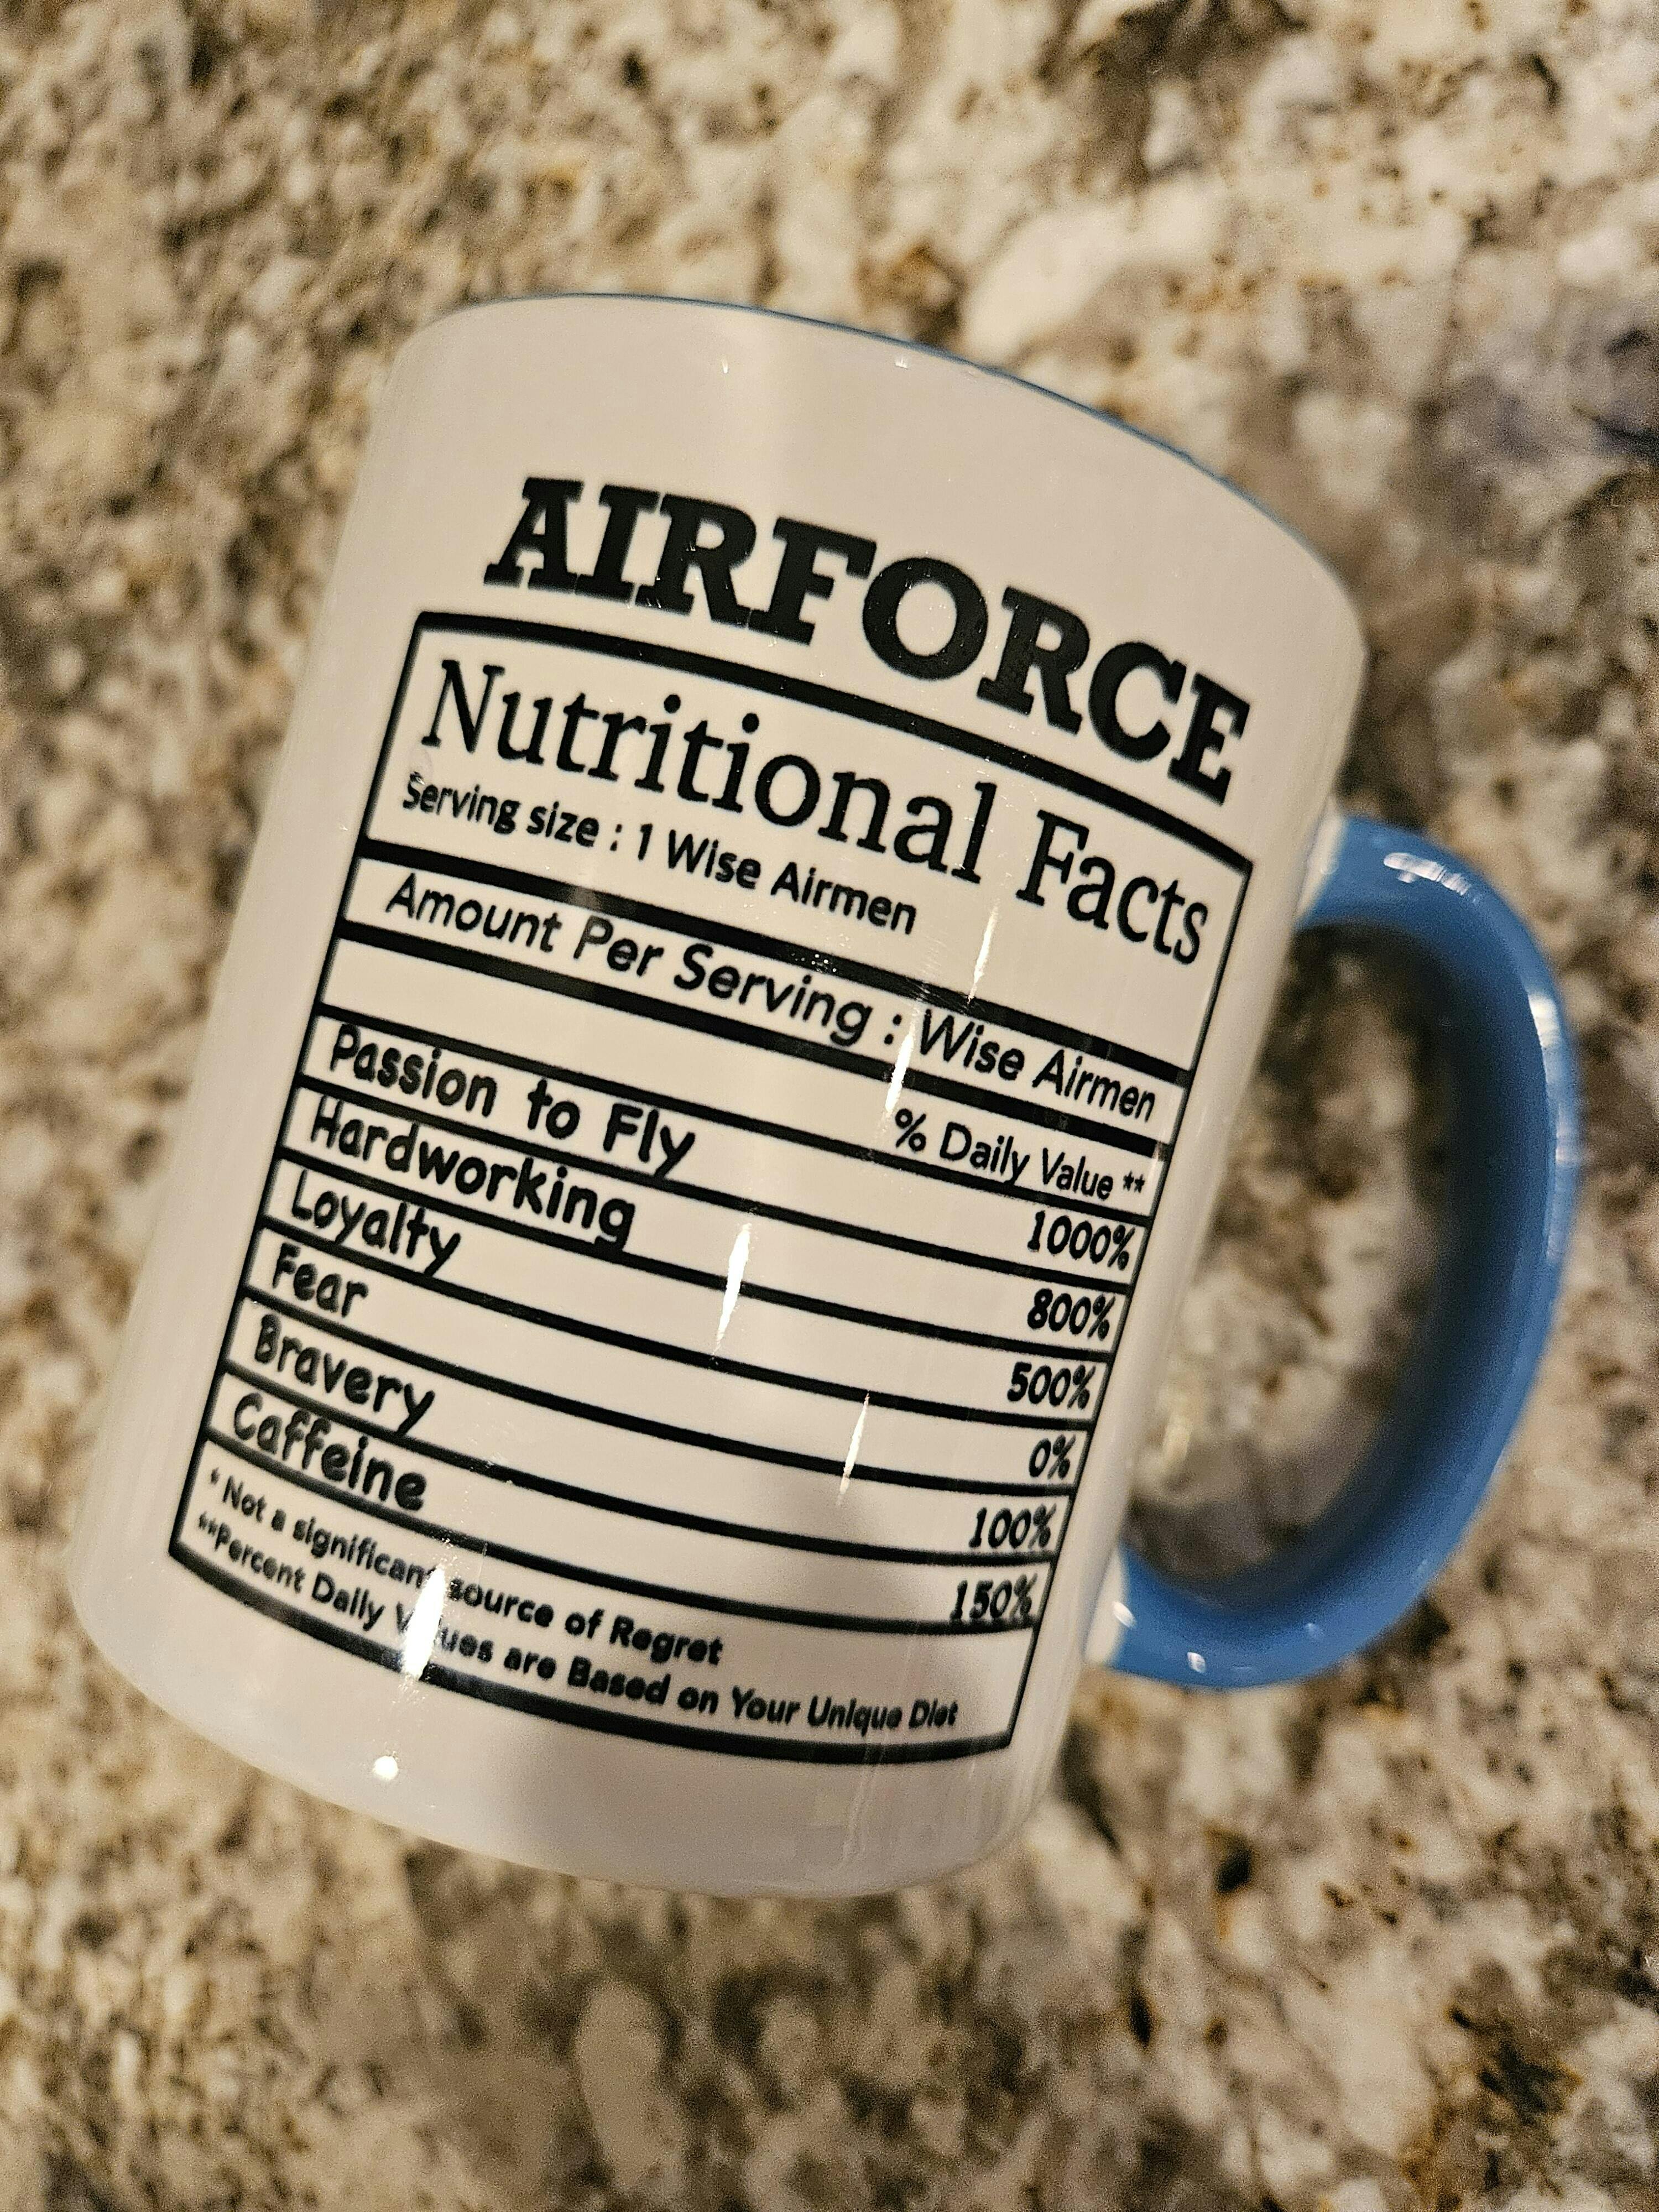 AIRFORCE
Nutritional Facts
Serving size : 1 Wise Airmen
Amount Per Serving : Wise Airmen
% Daily Value **
Passion to Fly 1000%
Hardworking 800%
Loyalty 500%
Fear 0%
Bravery 100%
Caffeine 150%
* Not a significant source of Regret
**Percent Daily Values are Based on Your Unique Diet